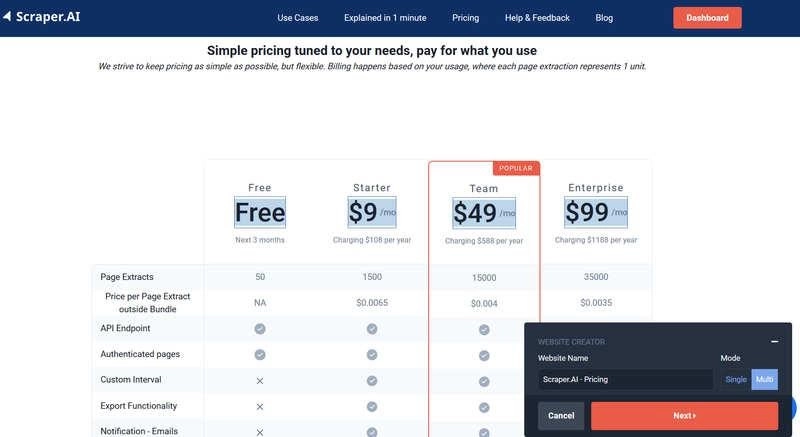 Scraper.AI
Use Cases
Explained in 1 minute
Pricing
Help & Feedback
Blog
Dashboard
Simple pricing tuned to your needs, pay for what you use
We strive to keep pricing as simple as possible, but flexible. Billing happens based on your usage, where each page extraction represents 1 unit.
POPULAR
Free Starter Team Enterprise
Free $9 /mo $49 /mo $99 /mo
Next 3 months Charging $108 per year Charging $588 per year Charging $1188 per year
Page Extracts 50 1500 15000 35000
Price per Page Extract
outside Bundle NA $0.0065 $0.004 $0.0035
API Endpoint
Authenticated pages
Custom Interval
Export Functionality
Notification - Emails
WEBSITE CREATOR
Website Name Mode
Scraper.AI - Pricing Single Multi
Cancel Next